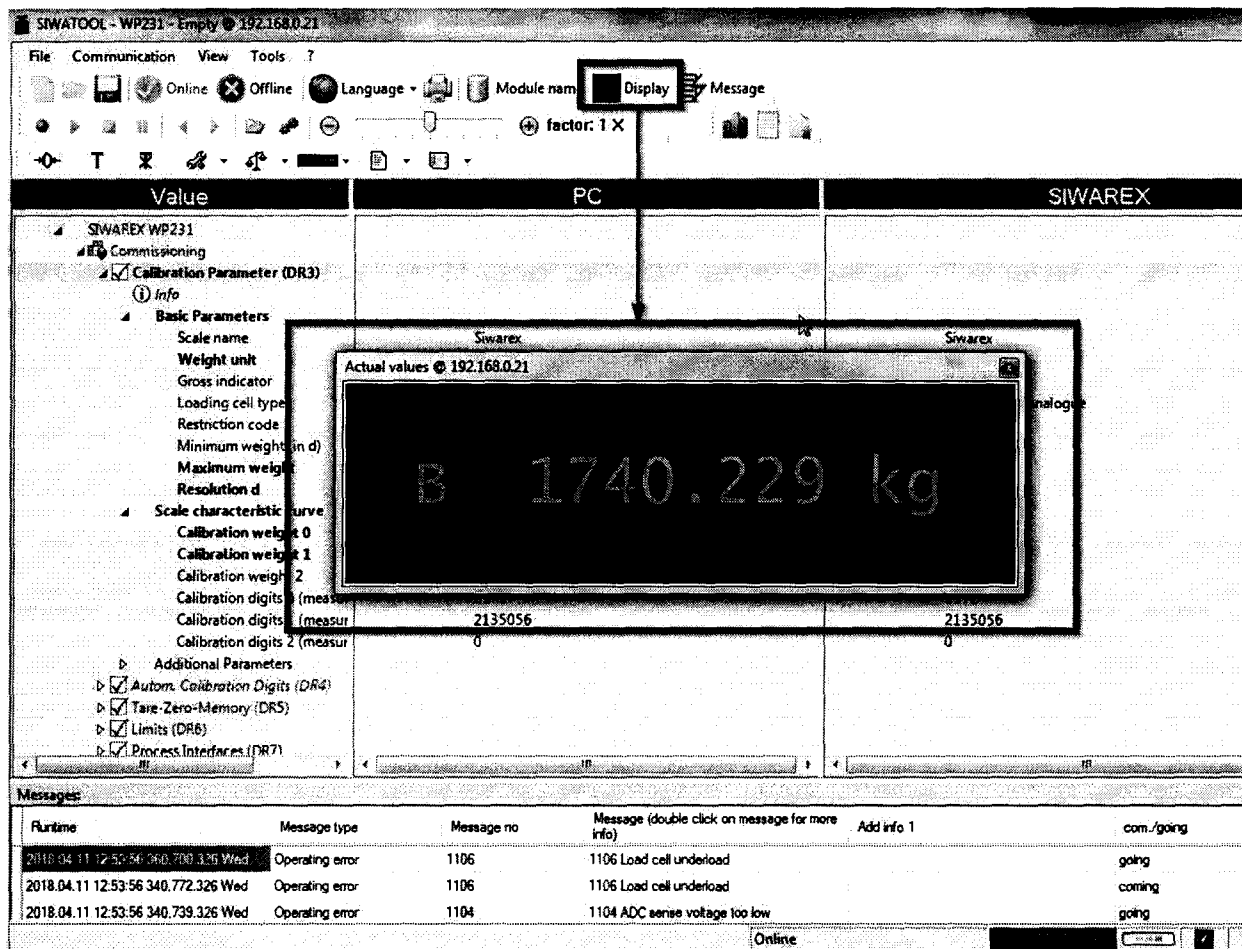 SIWATOOL - WP231 - Empty @ 192.168.0.21
File Communication View Tools ?
Online Offline Language Module nam Display Message
factor: 1 X
T
Value PC SIWAREX
SIWAREX WP231
Commissioning
Calibration Parameter (DR3)
Info
Basic Parameters
Scale name Siwarex Siwarex
Weight unit
Actual values @ 192.168.0.21
Gross indicator
Loading cell type nalogue
Restriction code
Minimum weight (in d)
Maximum weigh
B 1740.229 kg
Resolution d
Scale characteristic curve
Calibration weight 0
Calibration weight 1
Calibration weigh 2
Calibration digits (measur
Calibration digits (measur 2135056 2135056
Calibration digits 2 (measur 0 0
Additional Parameters
Autom. Calibration Digits (DR4)
Tare-Zero-Memory (DR5)
Limits (DR6)
Process Interfaces (DR7)
Messages:
Runtime Message type Message no Message (double click on message for more info) Add info 1 com./going
2018.04.11 12:53:56 360.700.326 Wed Operating error 1106 1106 Load cell underload going
2018.04.11 12:53:56 340.772.326 Wed Operating error 1106 1106 Load cell underload coming
2018.04.11 12:53:56 340.739.326 Wed Operating error 1104 1104 ADC sense voltage too low going
Online